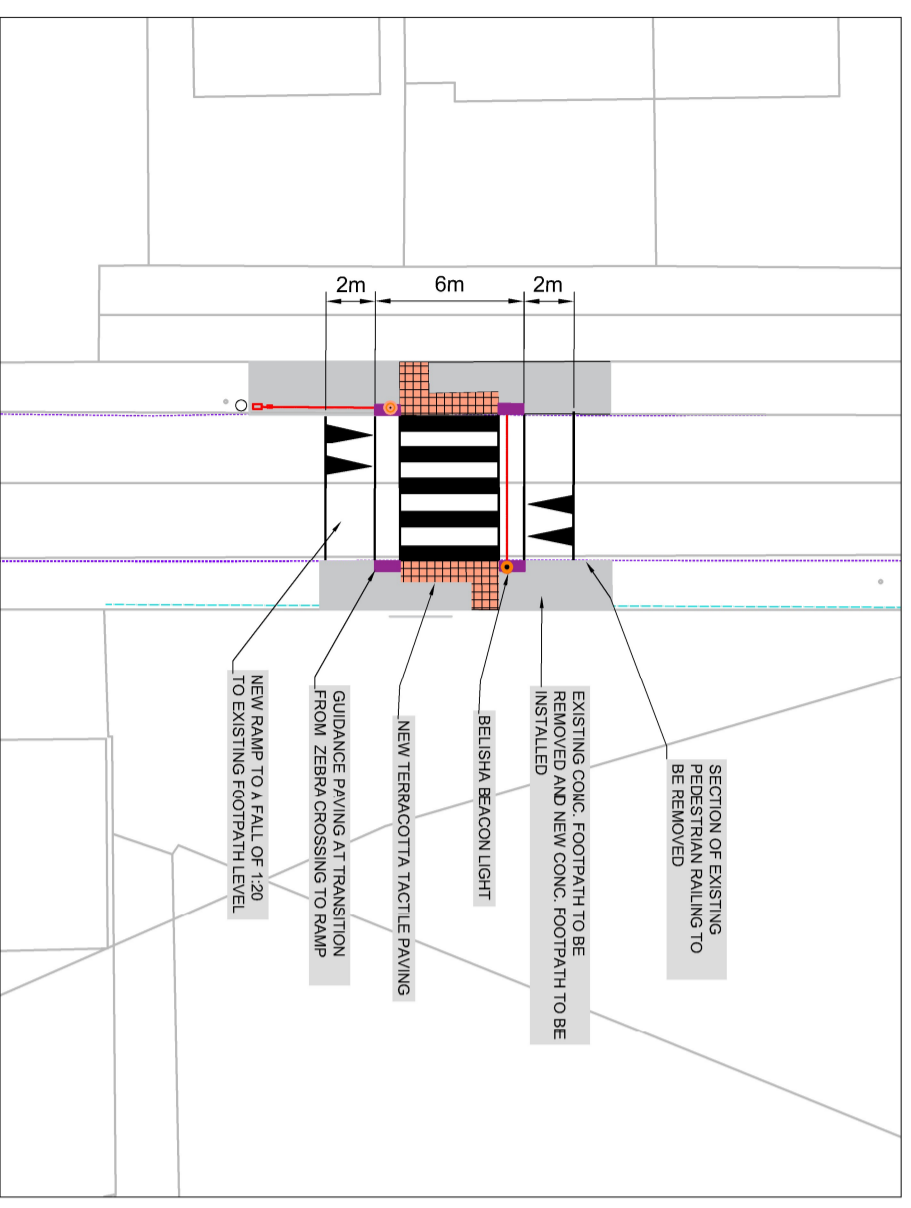 2m
6m
2m
SECTION OF EXISTING
PEDESTRIAN RAILING TO
BE REMOVED
EXISTING CONC. FOOTPATH TO BE
REMOVED AND NEW CONC. FOOTPATH TO BE
INSTALLED
BELISHA BEACON LIGHT
NEW TERRACOTTA TACTILE PAVING
GUIDANCE PAVING AT TRANSITION
FROM ZEBRA CROSSING TO RAMP
NEW RAMP TO A FALL OF 1:20
TO EXISTING FOOTPATH LEVEL